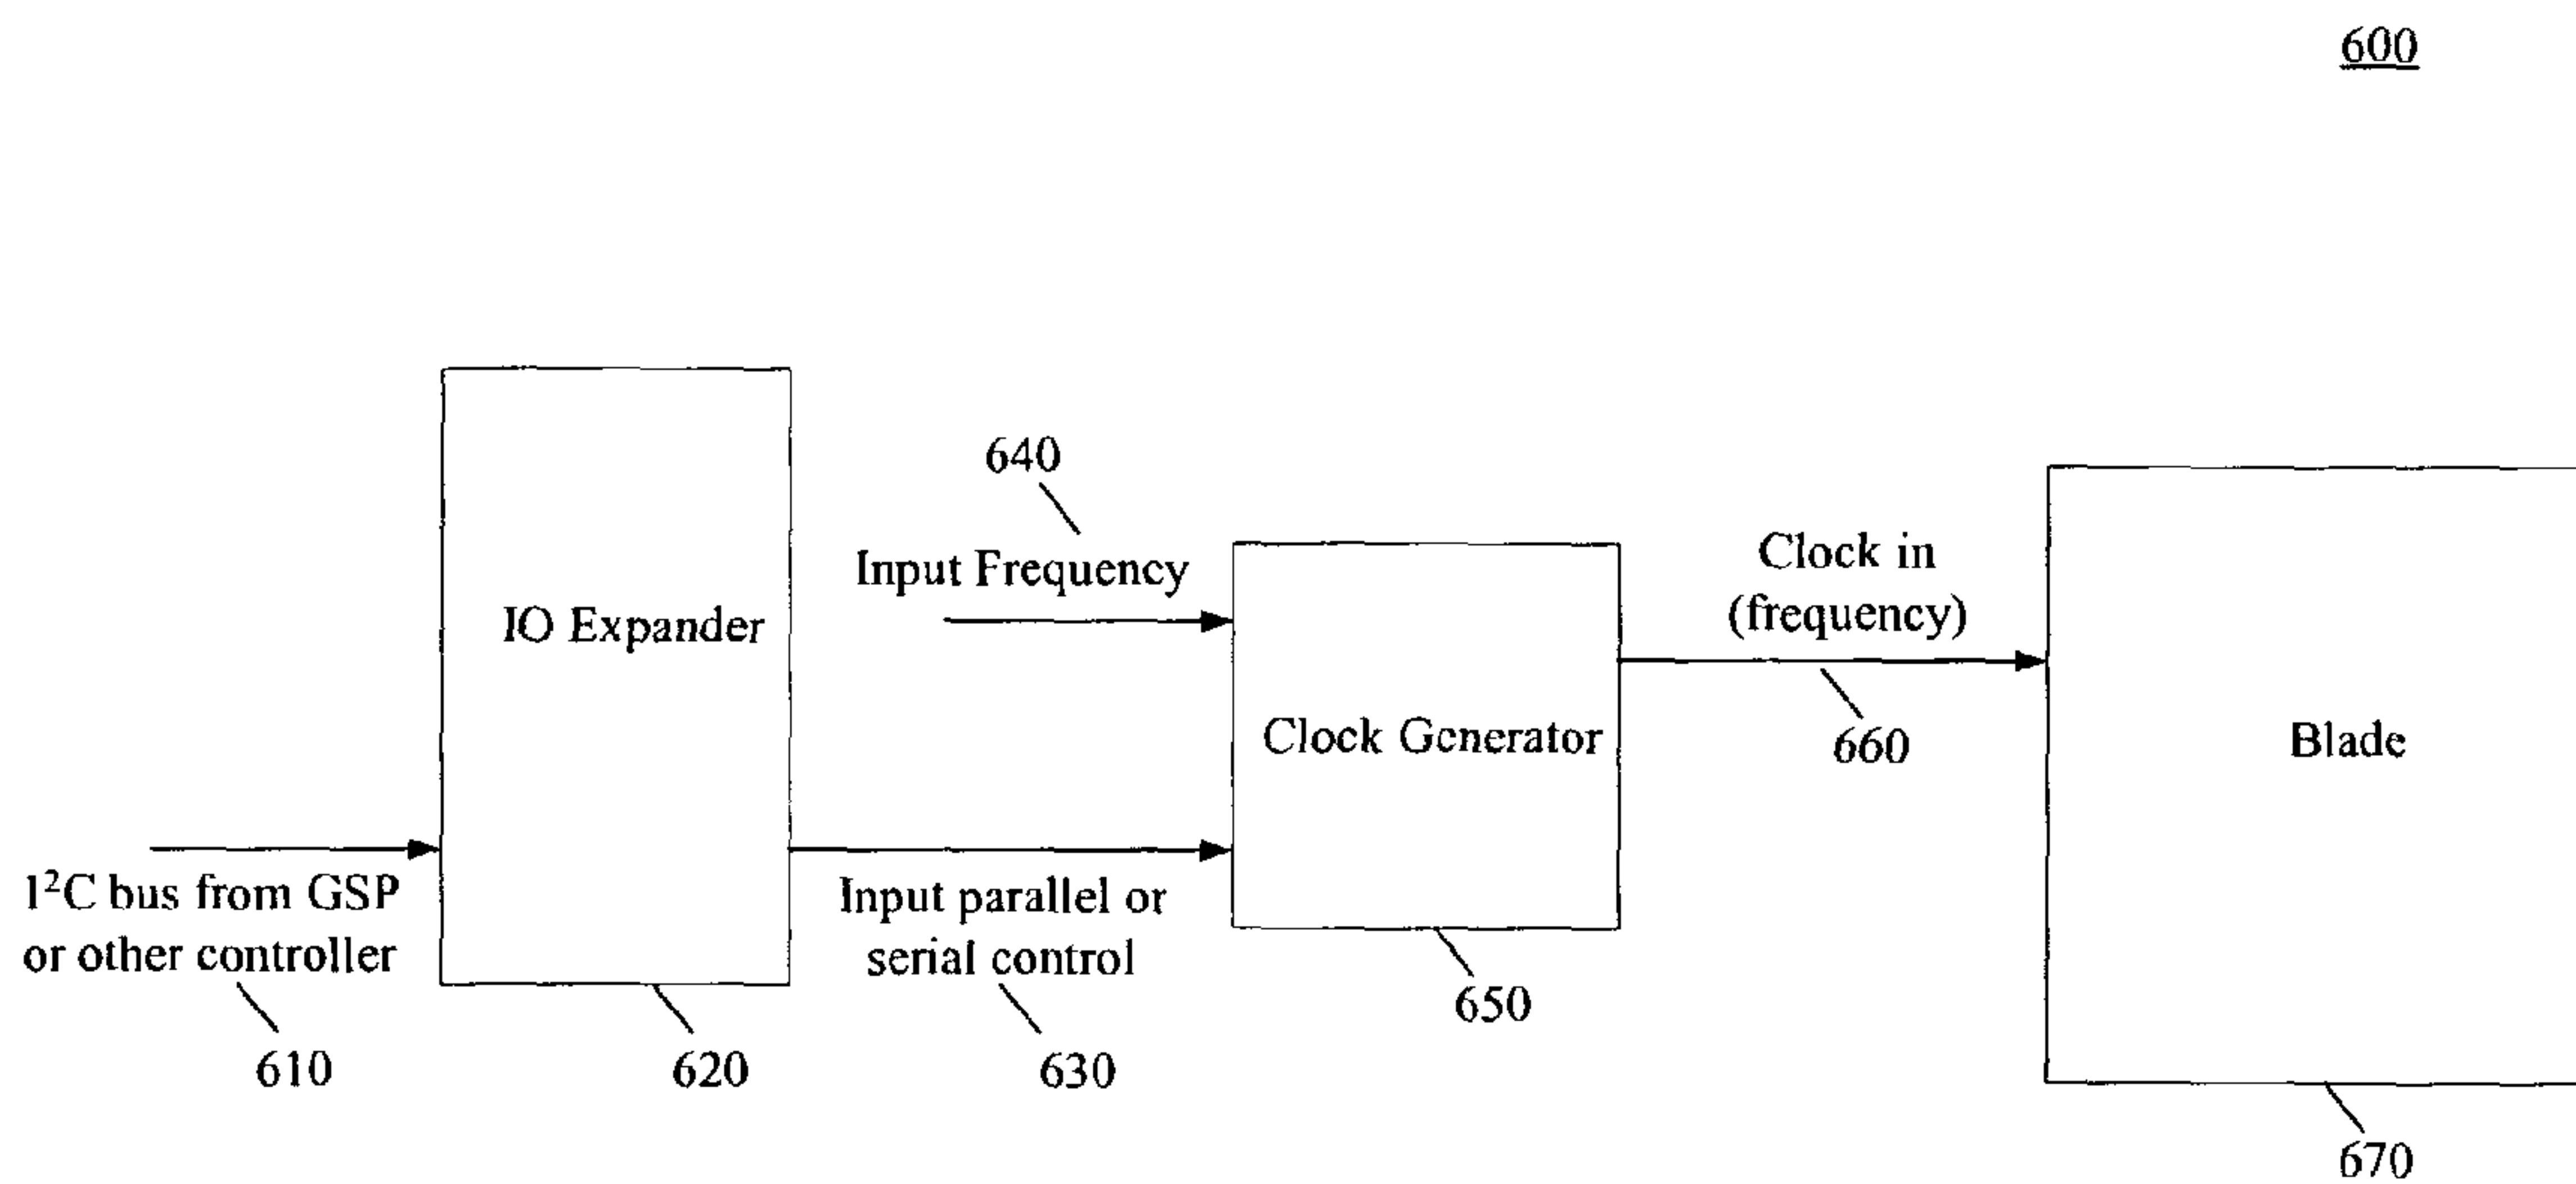 600
640
Input Frequency
IO Expander
Clock in
(frequency)
660
Clock Generator
Blade
I²C bus from GSP
or other controller
610
620
Input parallel or
serial control
630
650
670